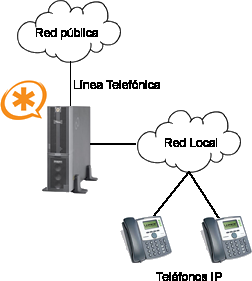 Red pública
Línea Telefónica
Red Local
Teléfonos IP